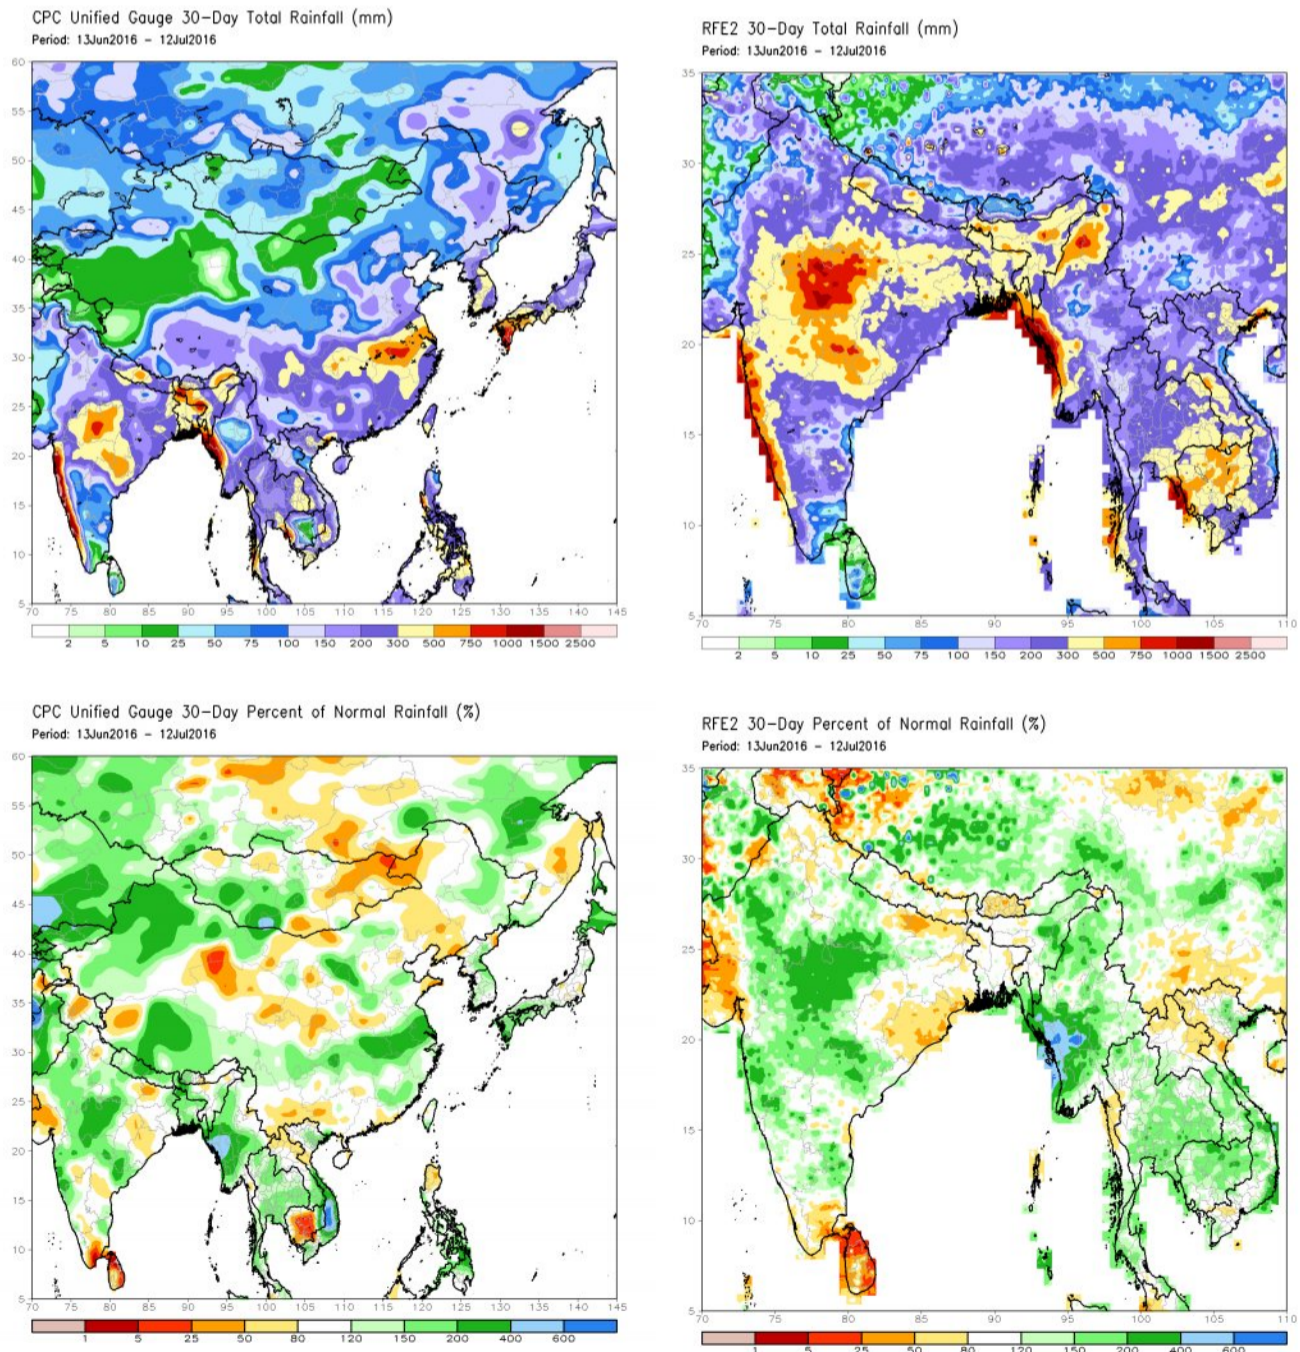 CPC Unified Gauge 30-Day Total Rainfall (mm)
Period: 13Jun2016 - 12Jul2016
60
55
50
45
40
35
30
25
20
15
10
5
70 75 80 85 90 95 100 105 110 115 120 125 130 135 140 145
2 5 10 25 50 75 100 150 200 300 500 750 1000 1500 2500
RFE2 30-Day Total Rainfall (mm)
Period: 13Jun2016 - 12Jul2016
35
30
25
20
15
10
5
70 75 80 85 90 95 100 105 110
2 5 10 25 50 75 100 150 200 300 500 750 1000 1500 2500
CPC Unified Gauge 30-Day Percent of Normal Rainfall (%)
Period: 13Jun2016 - 12Jul2016
60
55
50
45
40
35
30
25
20
15
10
5
70 75 80 85 90 95 100 105 110 115 120 125 130 135 140 145
1 5 25 50 80 120 150 200 400 600
RFE2 30-Day Percent of Normal Rainfall (%)
Period: 13Jun2016 - 12Jul2016
35
30
25
20
15
10
5
70 75 80 85 90 95 100 105 110
1 5 25 50 80 120 150 200 400 600